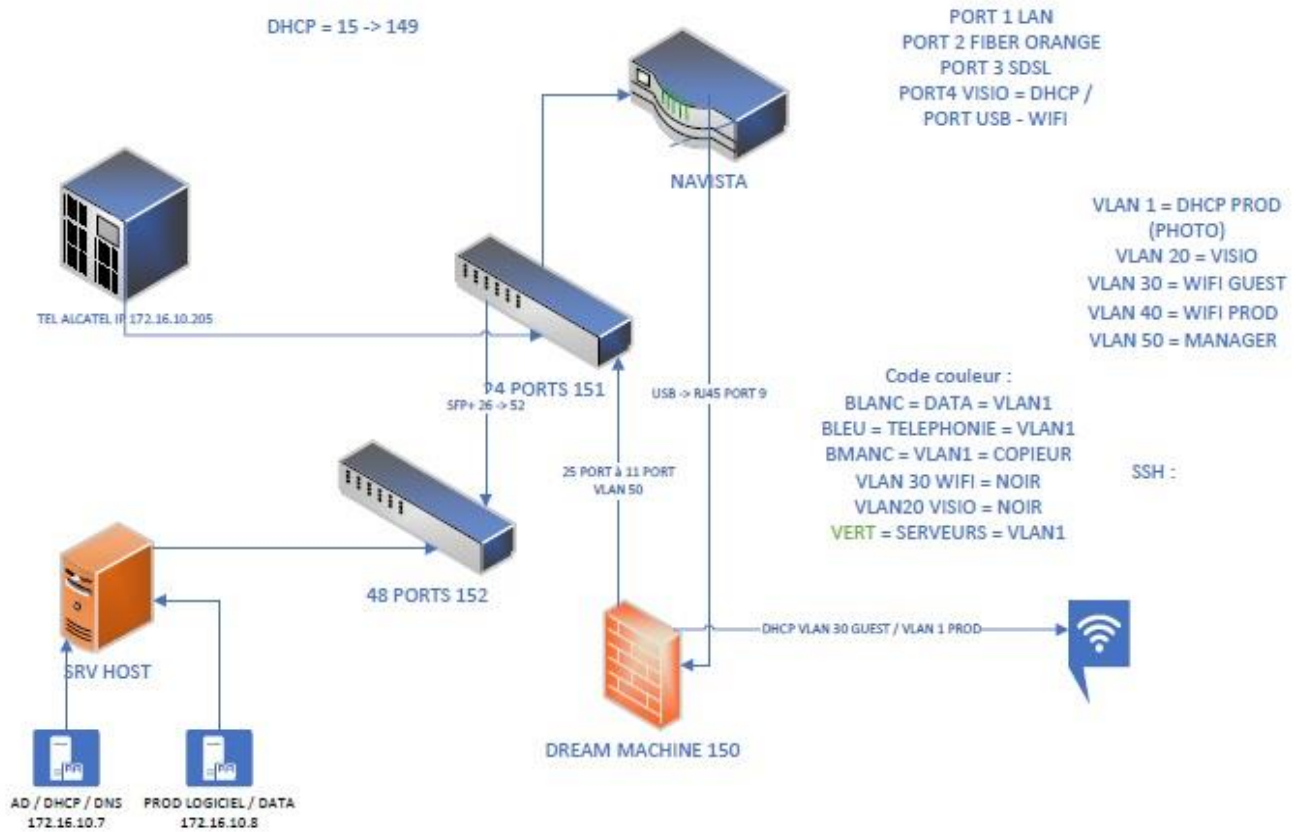 DHCP = 15 -> 149
PORT 1 LAN
PORT 2 FIBER ORANGE
PORT 3 SDSL
PORT4 VISIO = DHCP /
PORT USB - WIFI
NAVISTA
TEL ALCATEL IP 172.16.10.205
VLAN 1 = DHCP PROD
(PHOTO)
VLAN 20 = VISIO
VLAN 30 = WIFI GUEST
VLAN 40 = WIFI PROD
VLAN 50 = MANAGER
24 PORTS 151
SFP+ 26 -> 52
USB -> RJ45 PORT 9
Code couleur :
BLANC = DATA = VLAN1
BLEU = TELEPHONIE = VLAN1
BMANC = VLAN1 = COPIEUR
VLAN 30 WIFI = NOIR
VLAN20 VISIO = NOIR
VERT = SERVEURS = VLAN1
SSH :
25 PORT à 11 PORT
VLAN 50
48 PORTS 152
SRV HOST
DHCP VLAN 30 GUEST / VLAN 1 PROD
DREAM MACHINE 150
AD / DHCP / DNS
172.16.10.7
PROD LOGICIEL / DATA
172.16.10.8